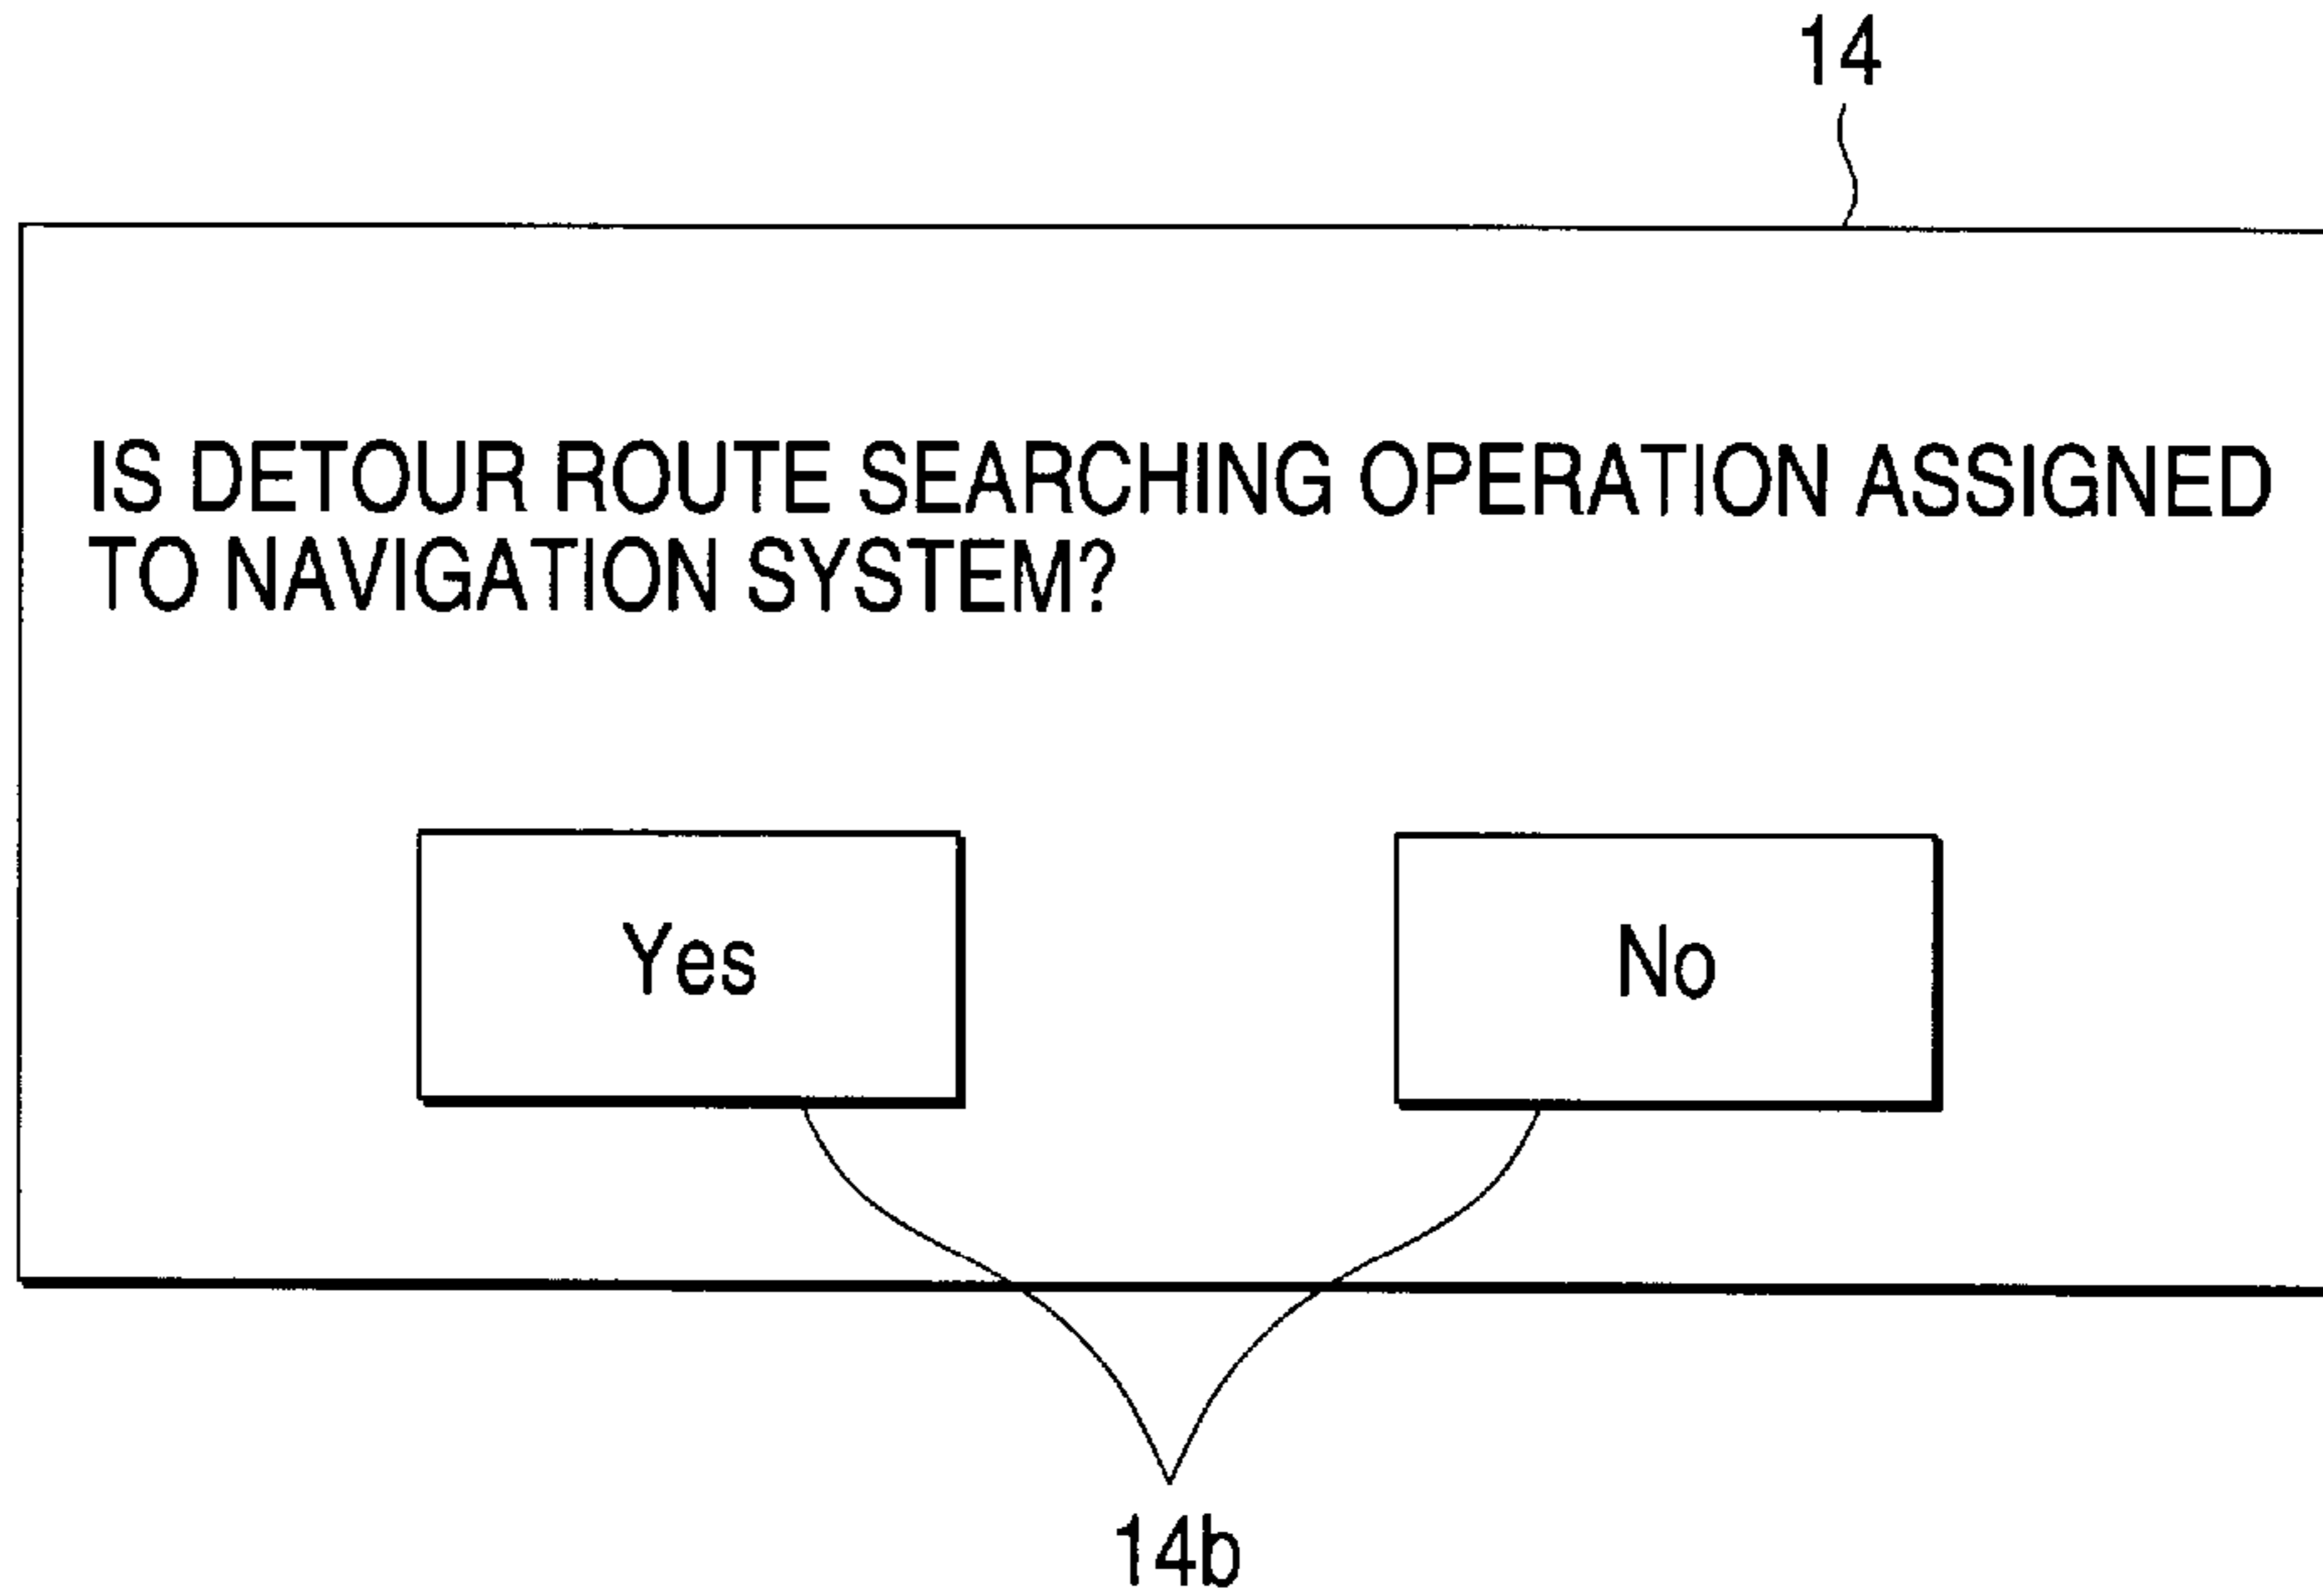 14
IS DETOUR ROUTE SEARCHING OPERATION ASSIGNED
TO NAVIGATION SYSTEM?
Yes No
14b